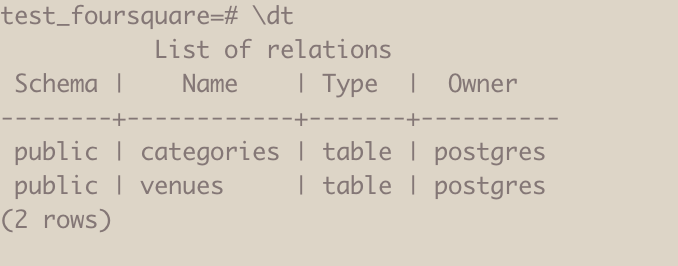 test_foursquare=# \dt
            List of relations
 Schema |    Name    | Type  |  Owner
--------+------------+-------+----------
 public | categories | table | postgres
 public | venues     | table | postgres
(2 rows)